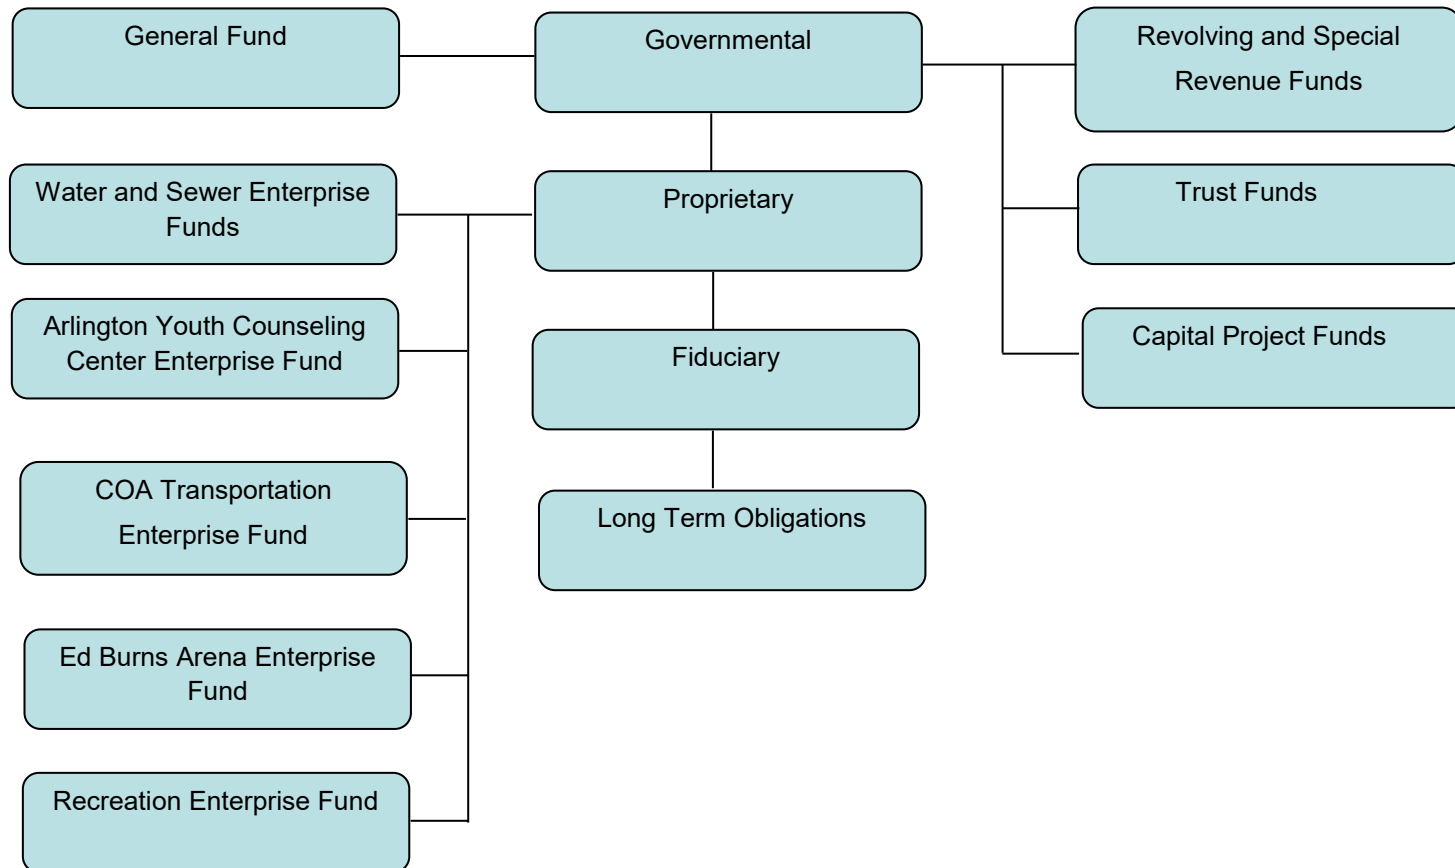 General Fund
Governmental
Revolving and Special
Revenue Funds
Water and Sewer Enterprise
Funds
Proprietary
Trust Funds
Arlington Youth Counseling
Center Enterprise Fund
Fiduciary
Capital Project Funds
COA Transportation
Enterprise Fund
Long Term Obligations
Ed Burns Arena Enterprise
Fund
Recreation Enterprise Fund